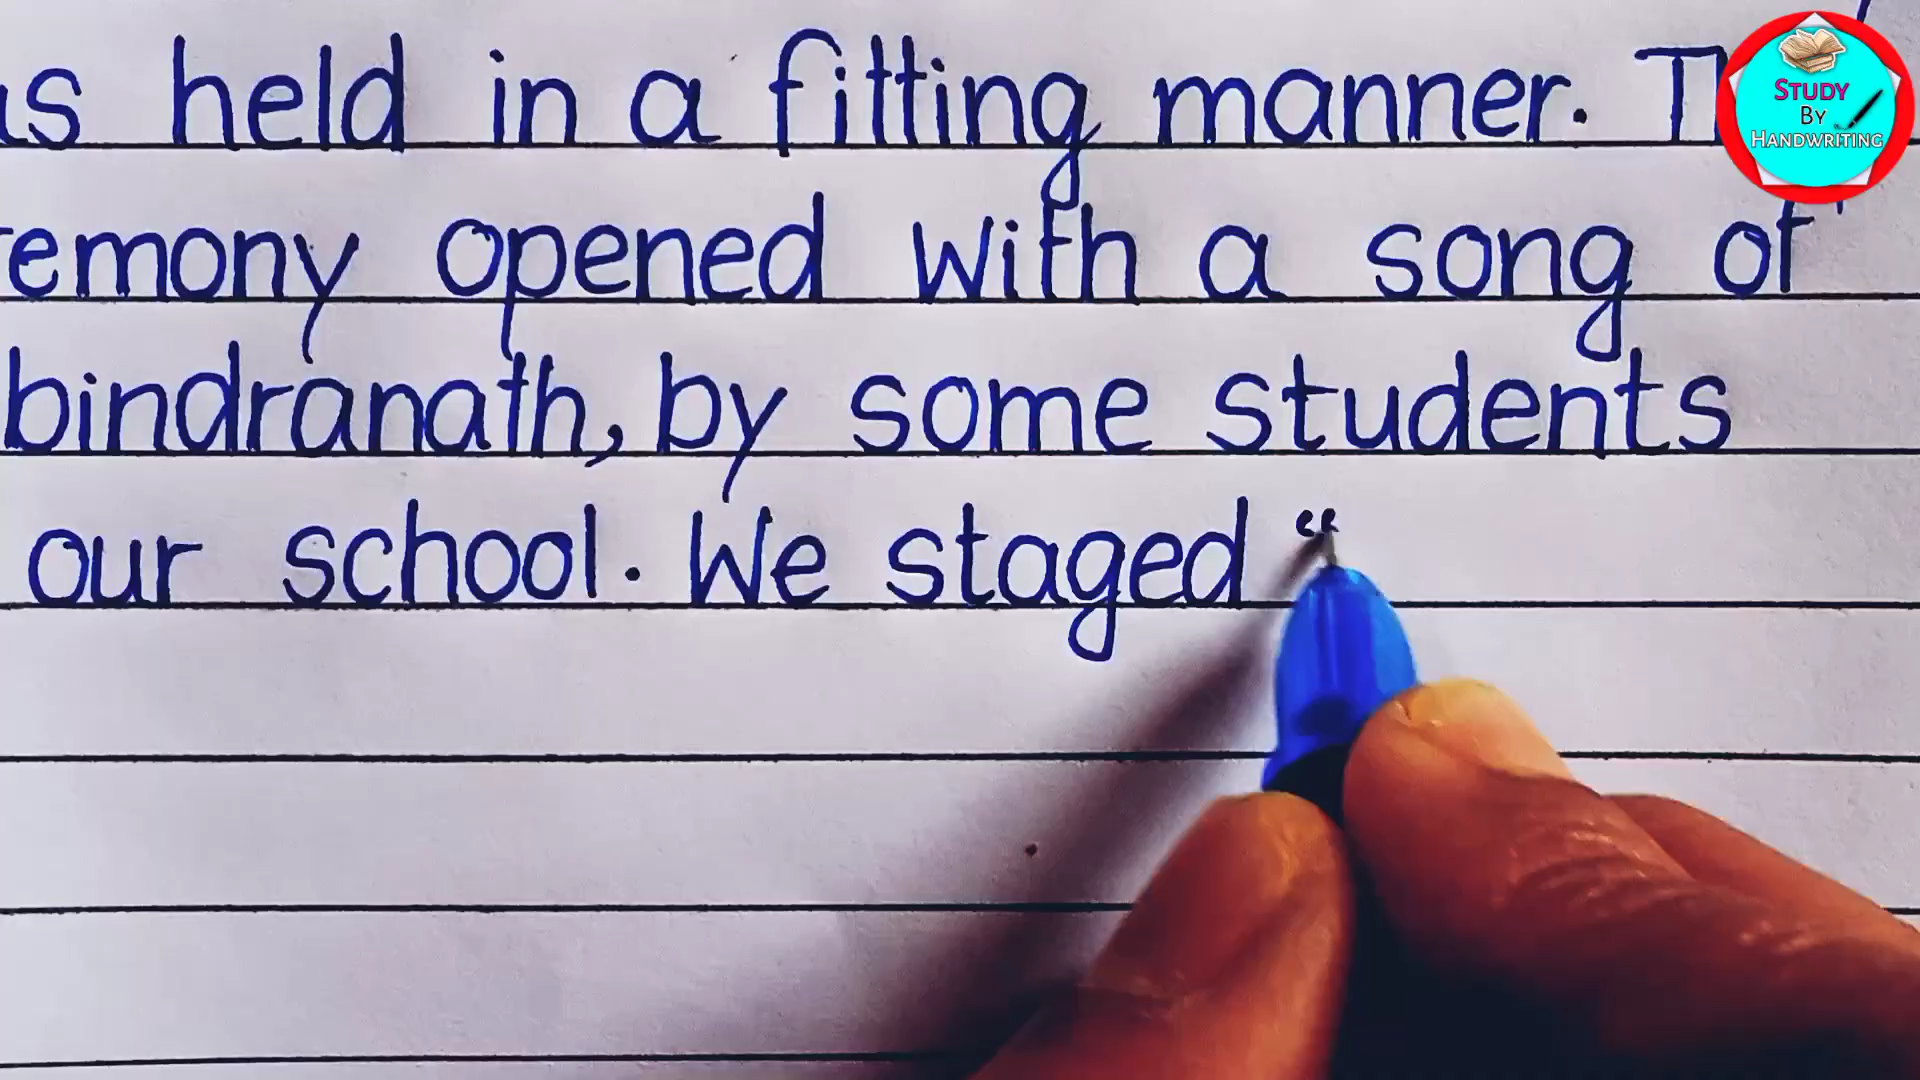 as held in a fitting manner. T
remony opened with a song of
bindranath, by some students
our school. We staged “
STUDY
BY
HANDWRITING